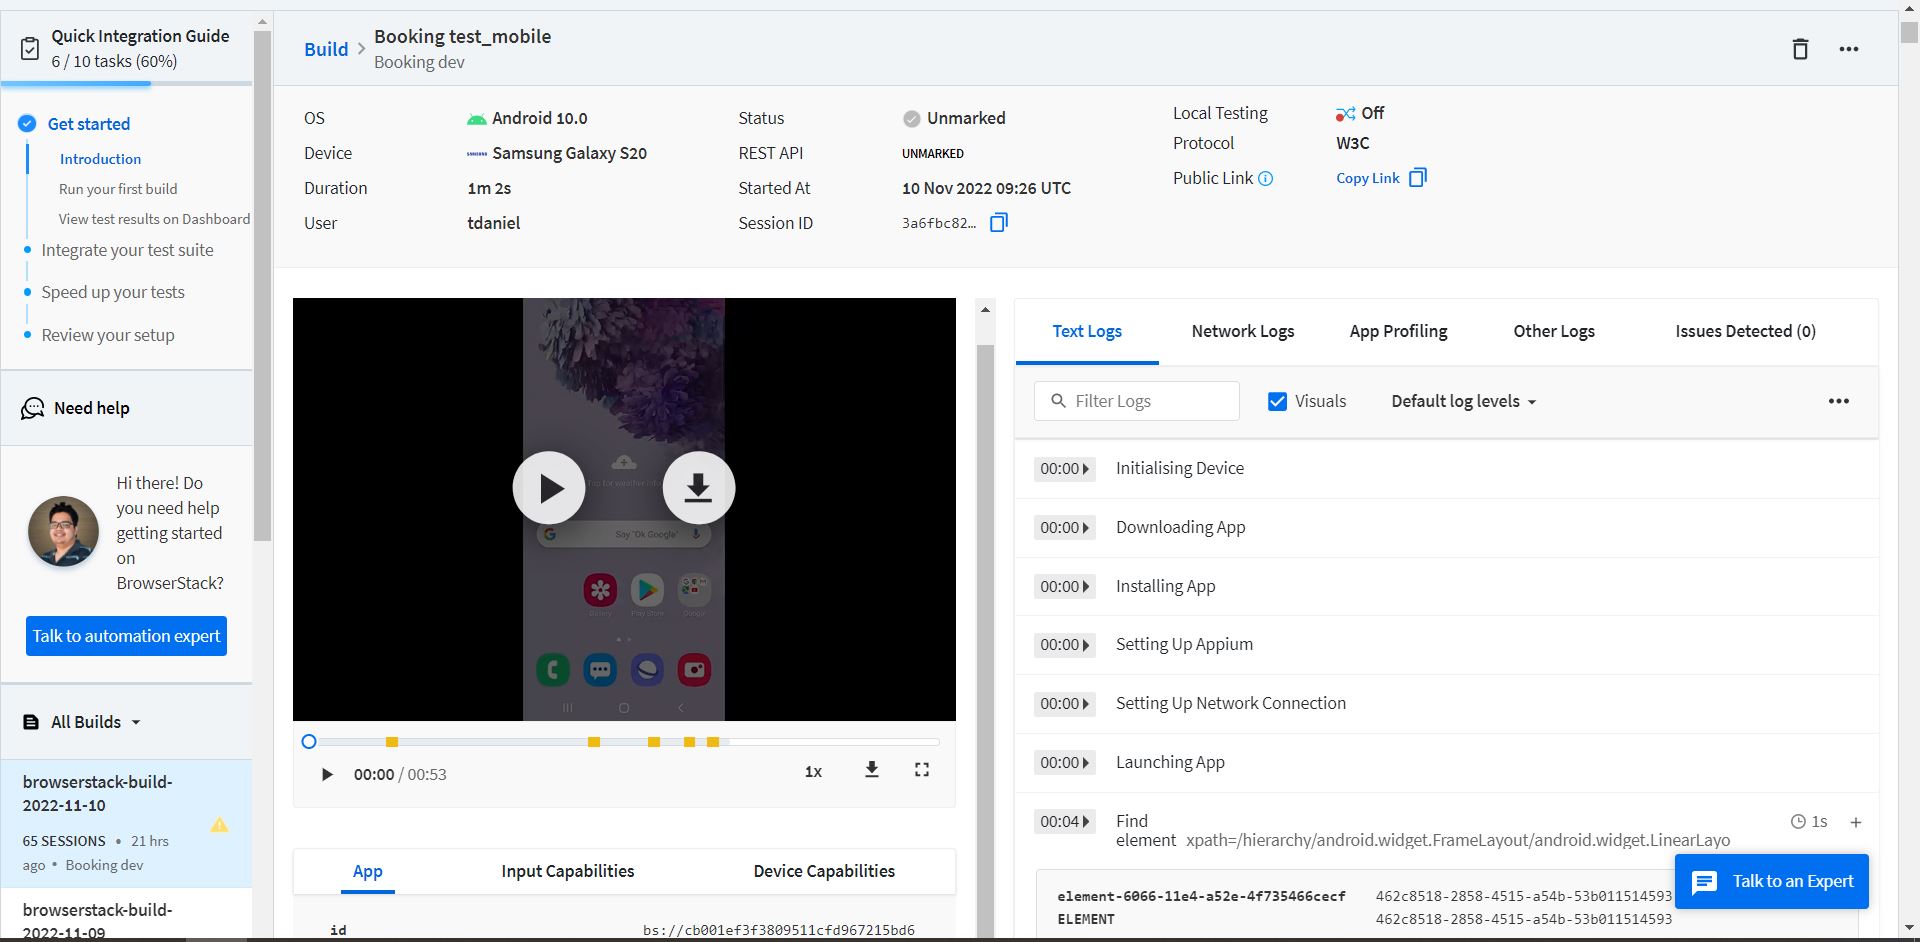 Quick Integration Guide
6 / 10 tasks (60%)
Get started
Introduction
Run your first build
View test results on Dashboard
Integrate your test suite
Speed up your tests
Review your setup
Need help
Hi there! Do
you need help
getting started
on
BrowserStack?
Talk to automation expert
All Builds
browserstack-build-
2022-11-10
65 SESSIONS • 21 hrs
ago • Booking dev
browserstack-build-
2022-11-09
Build > Booking test_mobile
Booking dev
OS Android 10.0
Device SAMSUNG Samsung Galaxy S20
Duration 1m 2s
User tdaniel
Status Unmarked
REST API UNMARKED
Started At 10 Nov 2022 09:26 UTC
Session ID 3a6fbc82...
Local Testing Off
Protocol W3C
Public Link Copy Link
Tap for weather info
Say "Ok Google"
Gallery Play Store Google
00:00 / 00:53
1x
App Input Capabilities Device Capabilities
id bs://cb001ef3f3809511cfd967215bd6
Text Logs Network Logs App Profiling Other Logs Issues Detected (0)
Filter Logs Visuals Default log levels
00:00 Initialising Device
00:00 Downloading App
00:00 Installing App
00:00 Setting Up Appium
00:00 Setting Up Network Connection
00:00 Launching App
00:04 Find 1s +
element xpath=/hierarchy/android.widget.FrameLayout/android.widget.LinearLayo
element-6066-11e4-a52e-4f735466cecf 462c8518-2858-4515-a54b-53b011514593
ELEMENT 462c8518-2858-4515-a54b-53b011514593
Talk to an Expert